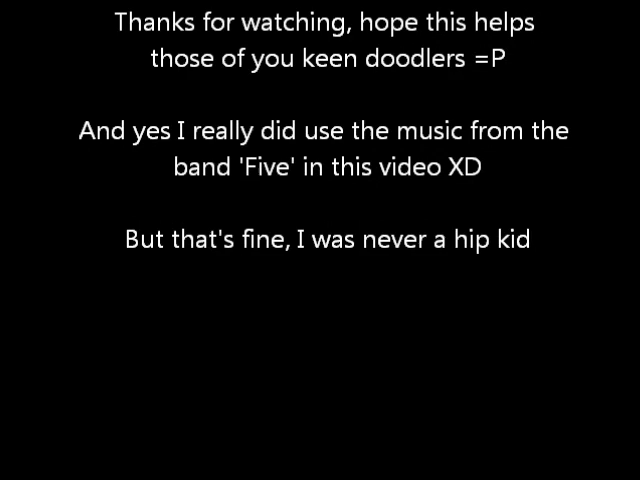 Thanks for watching, hope this helps
those of you keen doodlers =P
And yes I really did use the music from the
band 'Five' in this video XD
But that's fine, I was never a hip kid